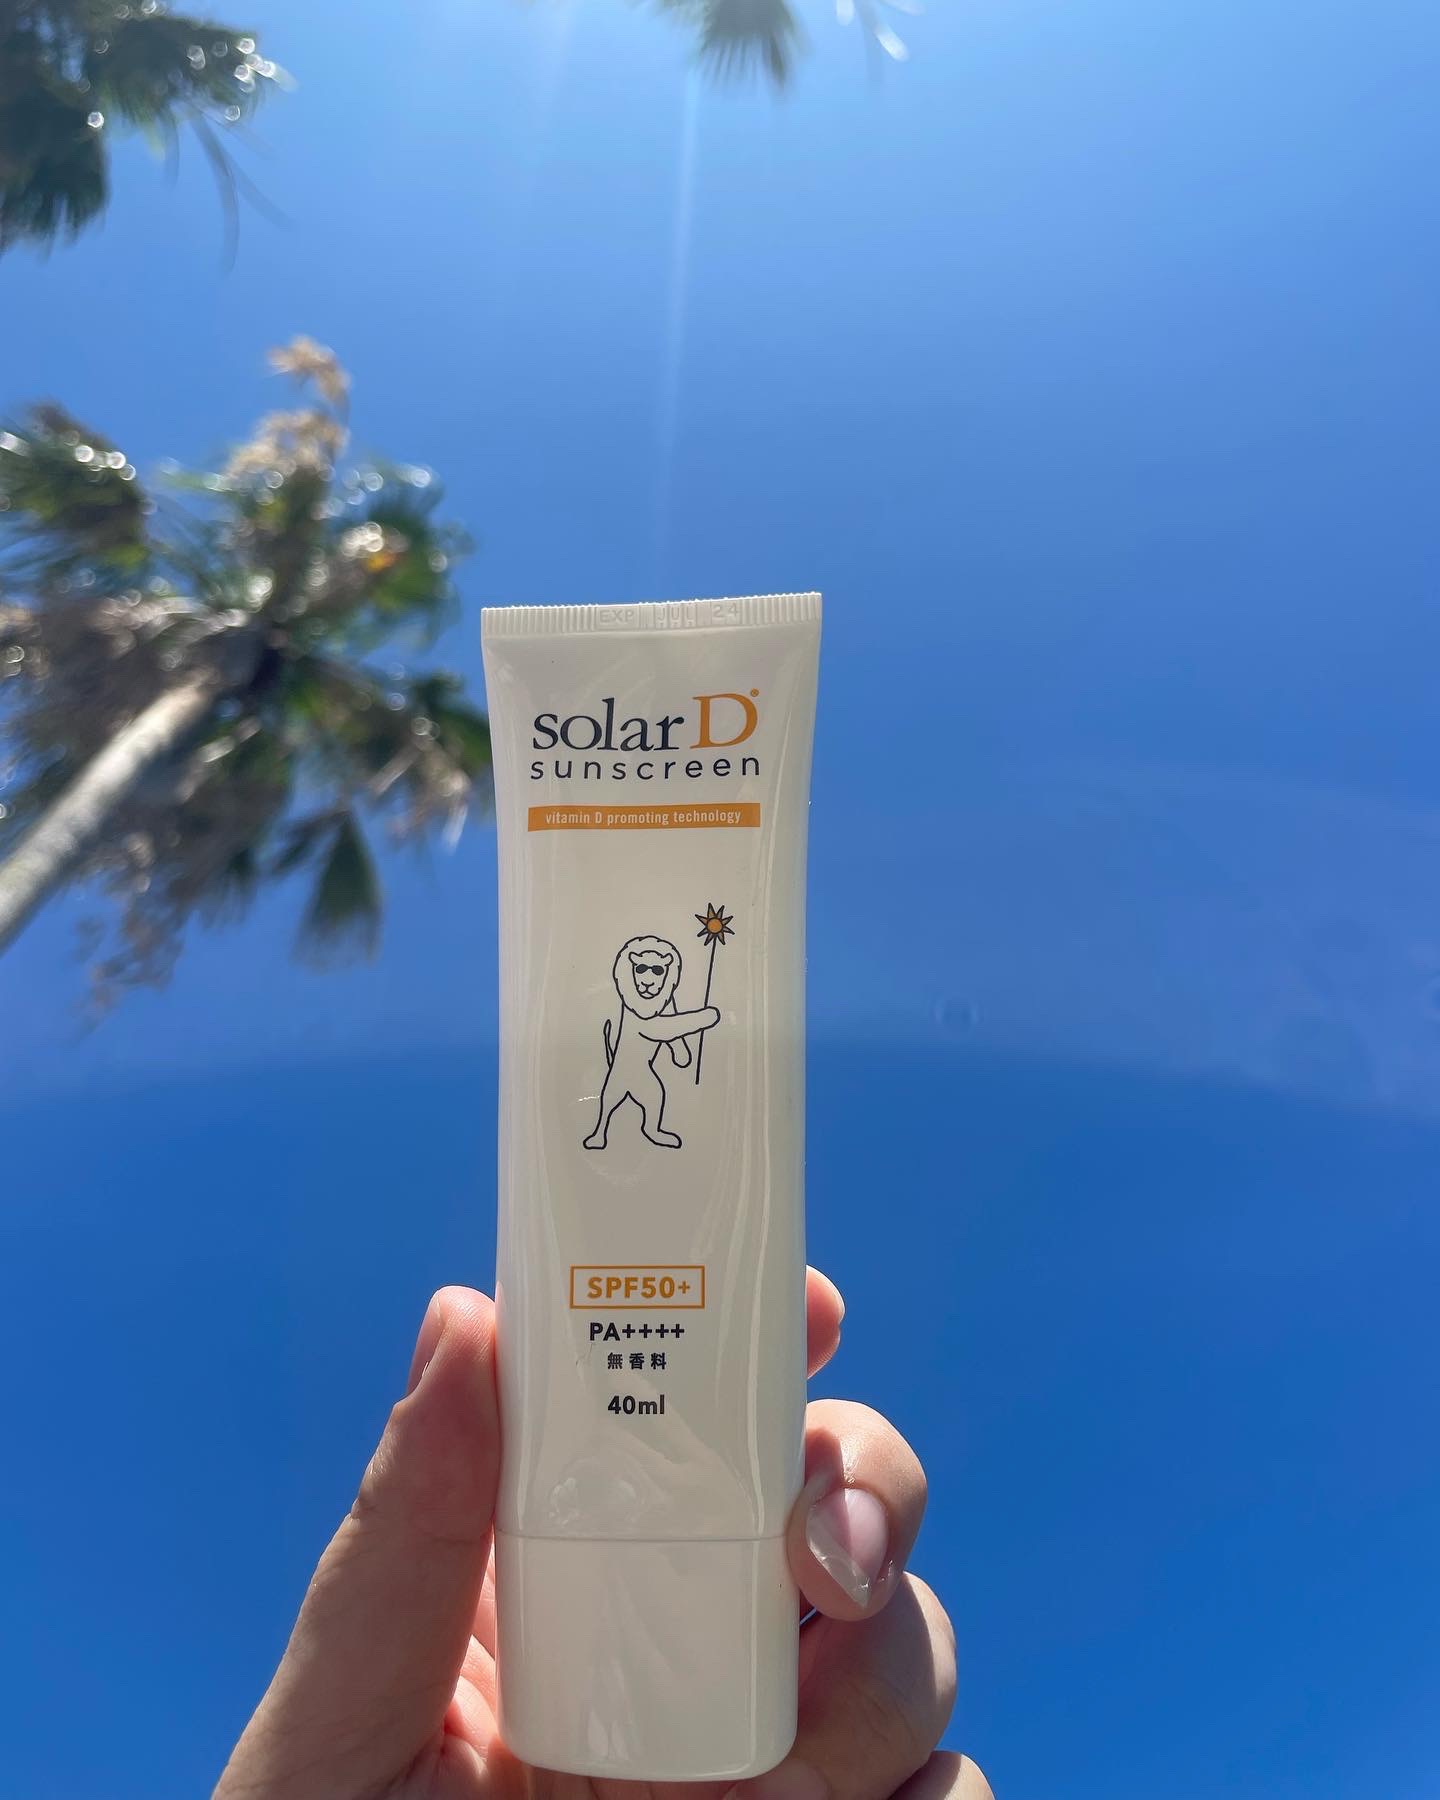 EXP JUL 24
solar D
sunscreen
vitamin D promoting technology
SPF50+
PA++++
無香料
40ml